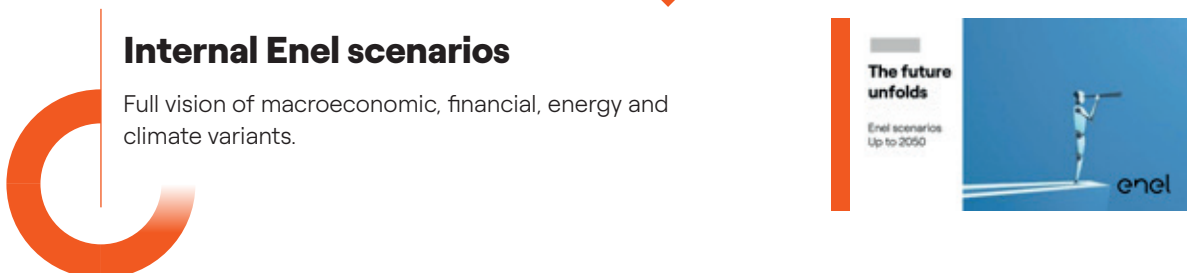 Internal Enel scenarios
Full vision of macroeconomic, financial, energy and
climate variants.
The future
unfolds
Enel scenarios
Up to 2050
enel